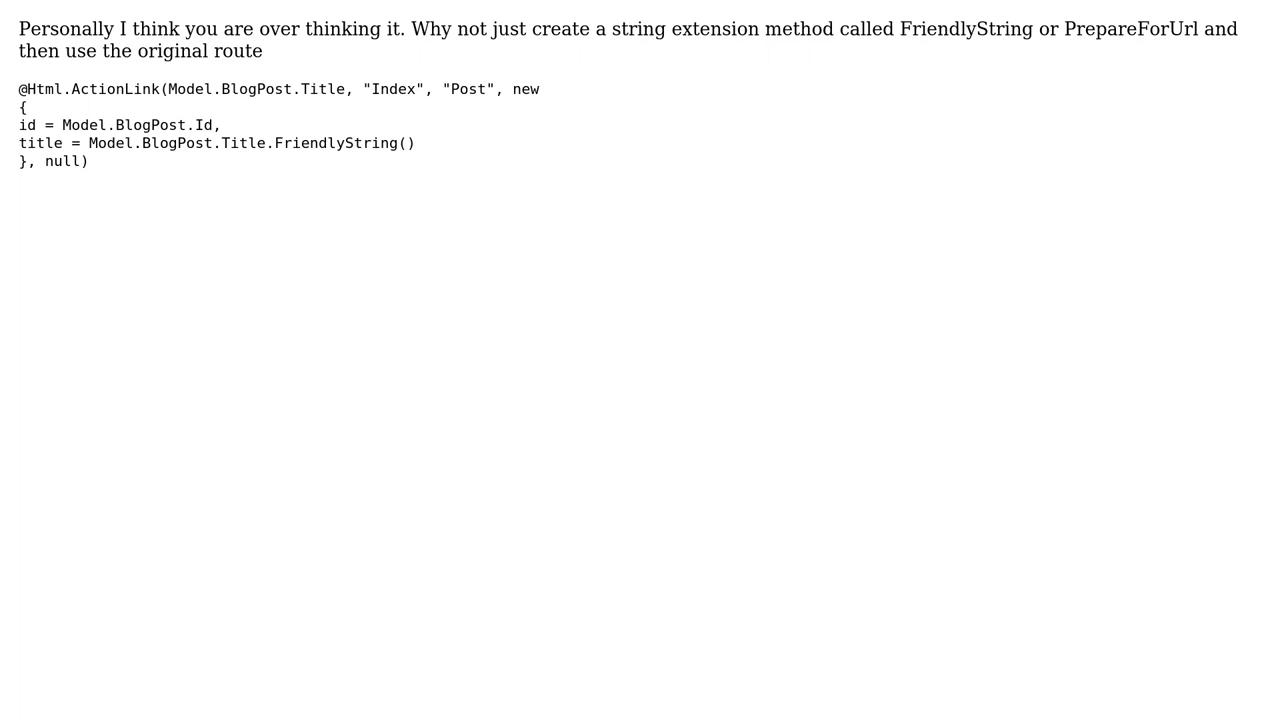 Personally I think you are over thinking it. Why not just create a string extension method called FriendlyString or PrepareForUrl and
then use the original route
@Html.ActionLink(Model.BlogPost.Title, "Index", "Post", new
{
id = Model.BlogPost.Id,
title = Model.BlogPost.Title.FriendlyString()
}, null)